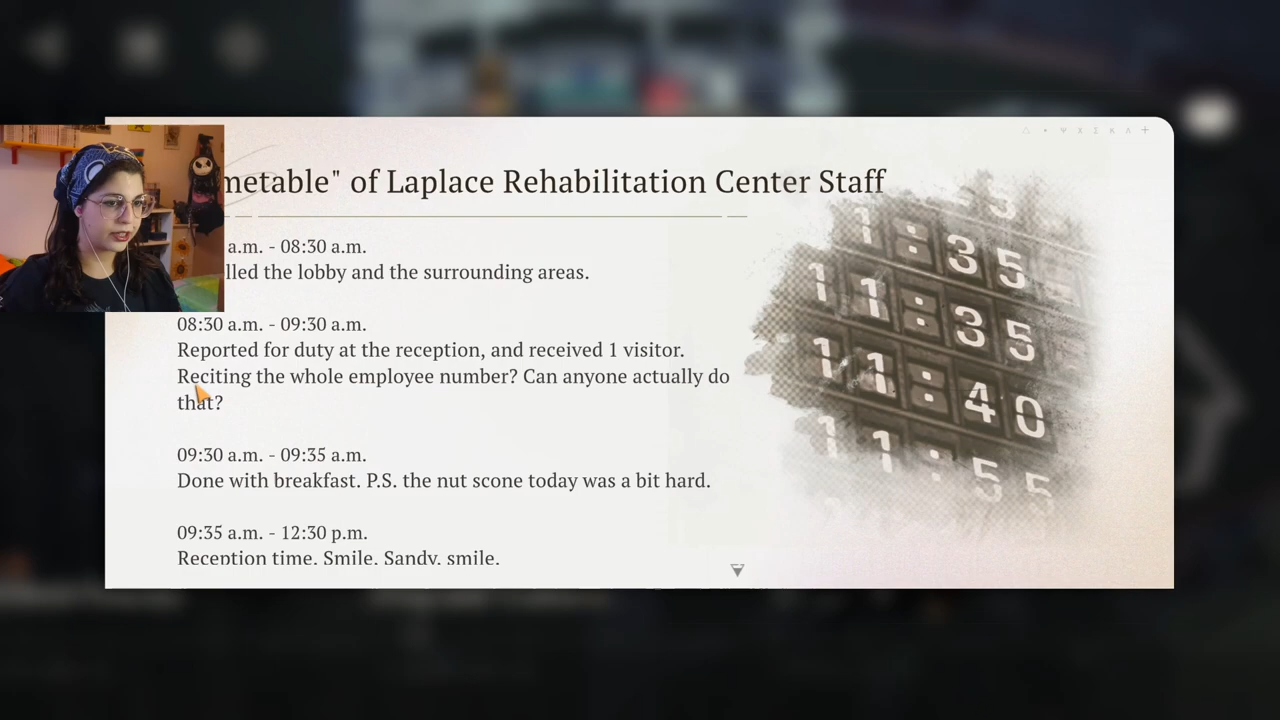 metable" of Laplace Rehabilitation Center Staff
a.m. - 08:30 a.m.
lled the lobby and the surrounding areas.
08:30 a.m. - 09:30 a.m.
Reported for duty at the reception, and received 1 visitor.
Reciting the whole employee number? Can anyone actually do
that?
09:30 a.m. - 09:35 a.m.
Done with breakfast. P.S. the nut scone today was a bit hard.
09:35 a.m. - 12:30 p.m.
Reception time. Smile, Sandy, smile.
1:35
11:35
11:40
11:55